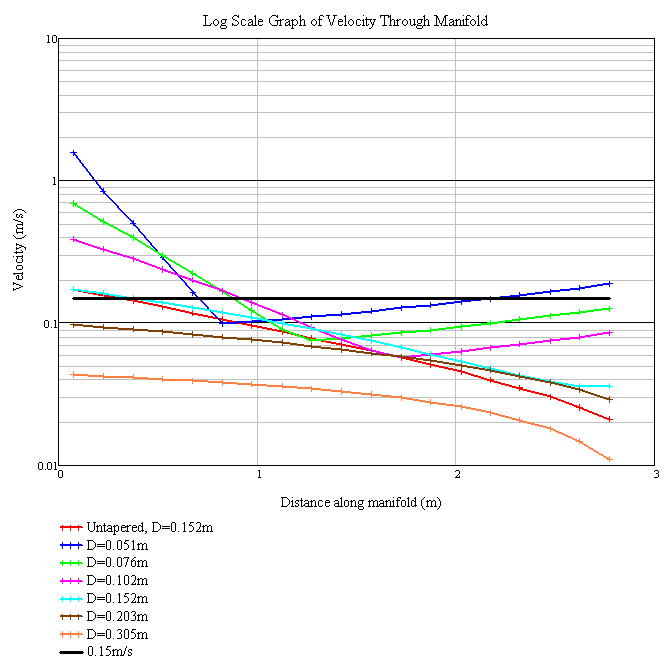 Log Scale Graph of Velocity Through Manifold
10
1
0.1
0.01
Velocity (m/s)
0
1
2
3
Distance along manifold (m)
Untapered, D=0.152m
D=0.051m
D=0.076m
D=0.102m
D=0.152m
D=0.203m
D=0.305m
0.15m/s